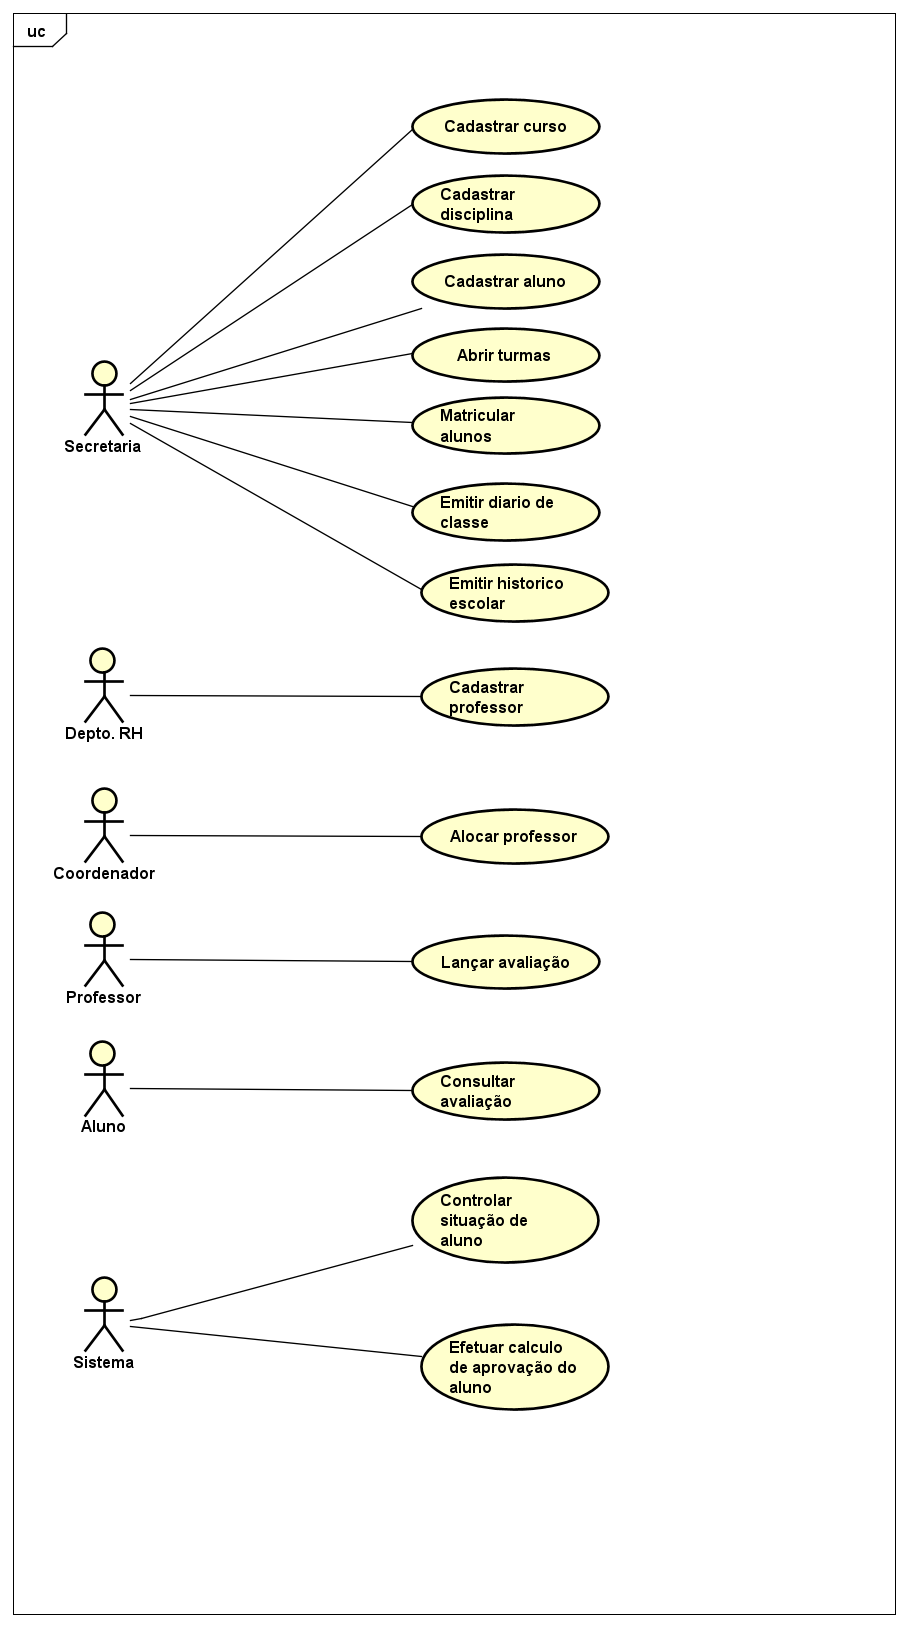 uc
Cadastrar curso
Cadastrar
disciplina
Cadastrar aluno
Abrir turmas
Matricular
alunos
Secretaria
Emitir diario de
classe
Emitir historico
escolar
Cadastrar
professor
Depto. RH
Alocar professor
Coordenador
Lançar avaliação
Professor
Consultar
avaliação
Aluno
Controlar
situação de
aluno
Sistema
Efetuar calculo
de aprovação do
aluno